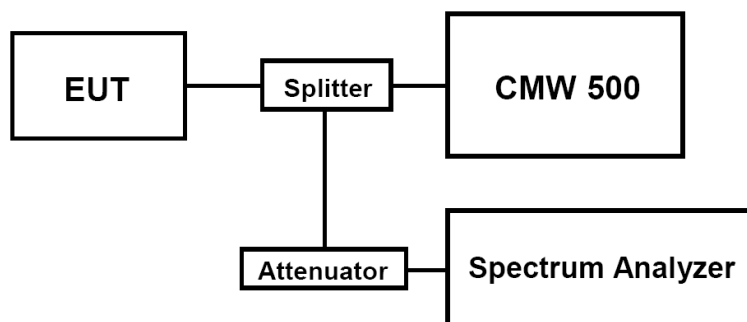 EUT
Splitter
CMW 500
Attenuator
Spectrum Analyzer